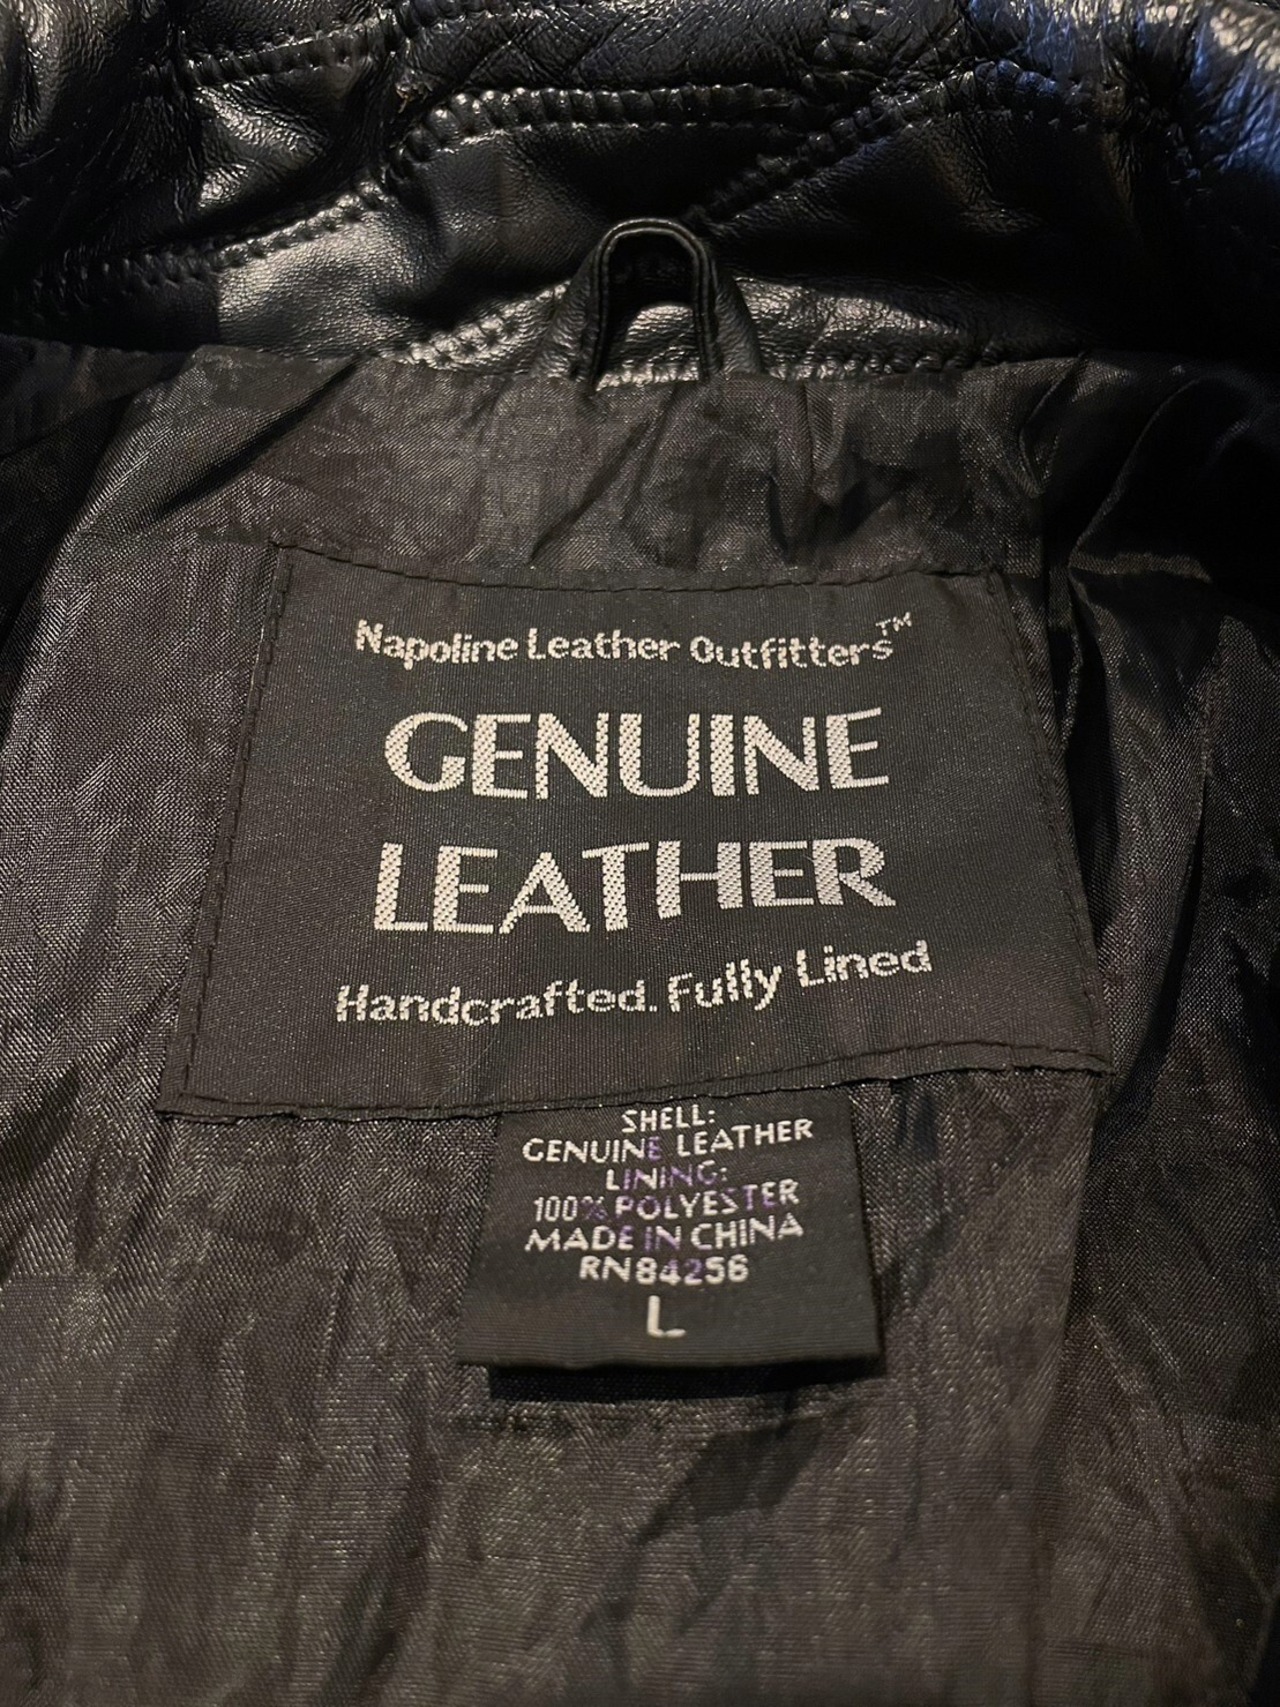 Napoline Leather Outfitters™
GENUINE
LEATHER
Handcrafted. Fully Lined
SHELL:
GENUINE LEATHER
LINING:
100% POLYESTER
MADE IN CHINA
RN84256
L